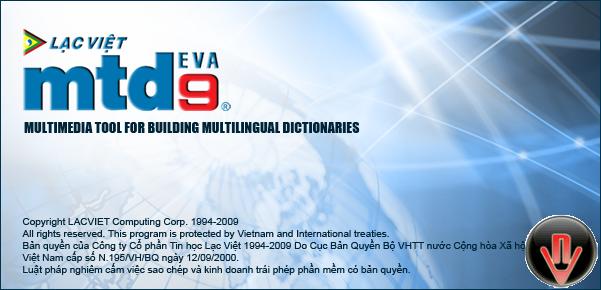 LẠC VIỆT
mtd9 EVA ®
MULTIMEDIA TOOL FOR BUILDING MULTILINGUAL DICTIONARIES
Copyright LACVIET Computing Corp. 1994-2009
All rights reserved. This program is protected by Vietnam and International treaties.
Bản quyền của Công ty Cổ phần Tin học Lạc Việt 1994-2009 Do Cục Bản Quyền Bộ VHTT nước Cộng hòa Xã
Việt Nam cấp số N.195/VH/BQ ngày 12/09/2000.
Luật pháp nghiêm cấm việc sao chép và kinh doanh trái phép phần mềm có bản quyền.